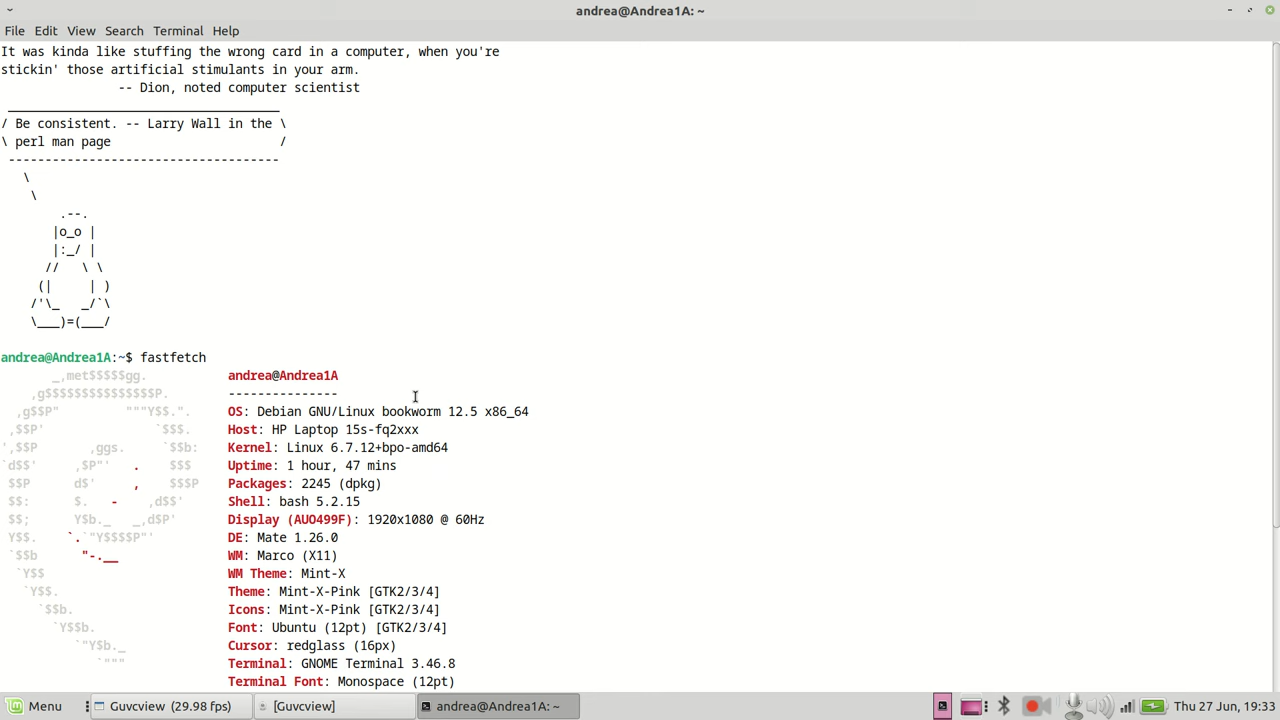 andrea@Andrea1A: ~
File Edit View Search Terminal Help
It was kinda like stuffing the wrong card in a computer, when you're
stickin' those artificial stimulants in your arm.
-- Dion, noted computer scientist
/ Be consistent. -- Larry Wall in the \
\ perl man page /
andrea@Andrea1A:~$ fastfetch
andrea@Andrea1A
---------------
OS: Debian GNU/Linux bookworm 12.5 x86_64
Host: HP Laptop 15s-fq2xxx
Kernel: Linux 6.7.12+bpo-amd64
Uptime: 1 hour, 47 mins
Packages: 2245 (dpkg)
Shell: bash 5.2.15
Display (AUO499F): 1920x1080 @ 60Hz
DE: Mate 1.26.0
WM: Marco (X11)
WM Theme: Mint-X
Theme: Mint-X-Pink [GTK2/3/4]
Icons: Mint-X-Pink [GTK2/3/4]
Font: Ubuntu (12pt) [GTK2/3/4]
Cursor: redglass (16px)
Terminal: GNOME Terminal 3.46.8
Terminal Font: Monospace (12pt)
Menu Guvcview (29.98 fps) [Guvcview] andrea@Andrea1A: ~ Thu 27 Jun, 19:33